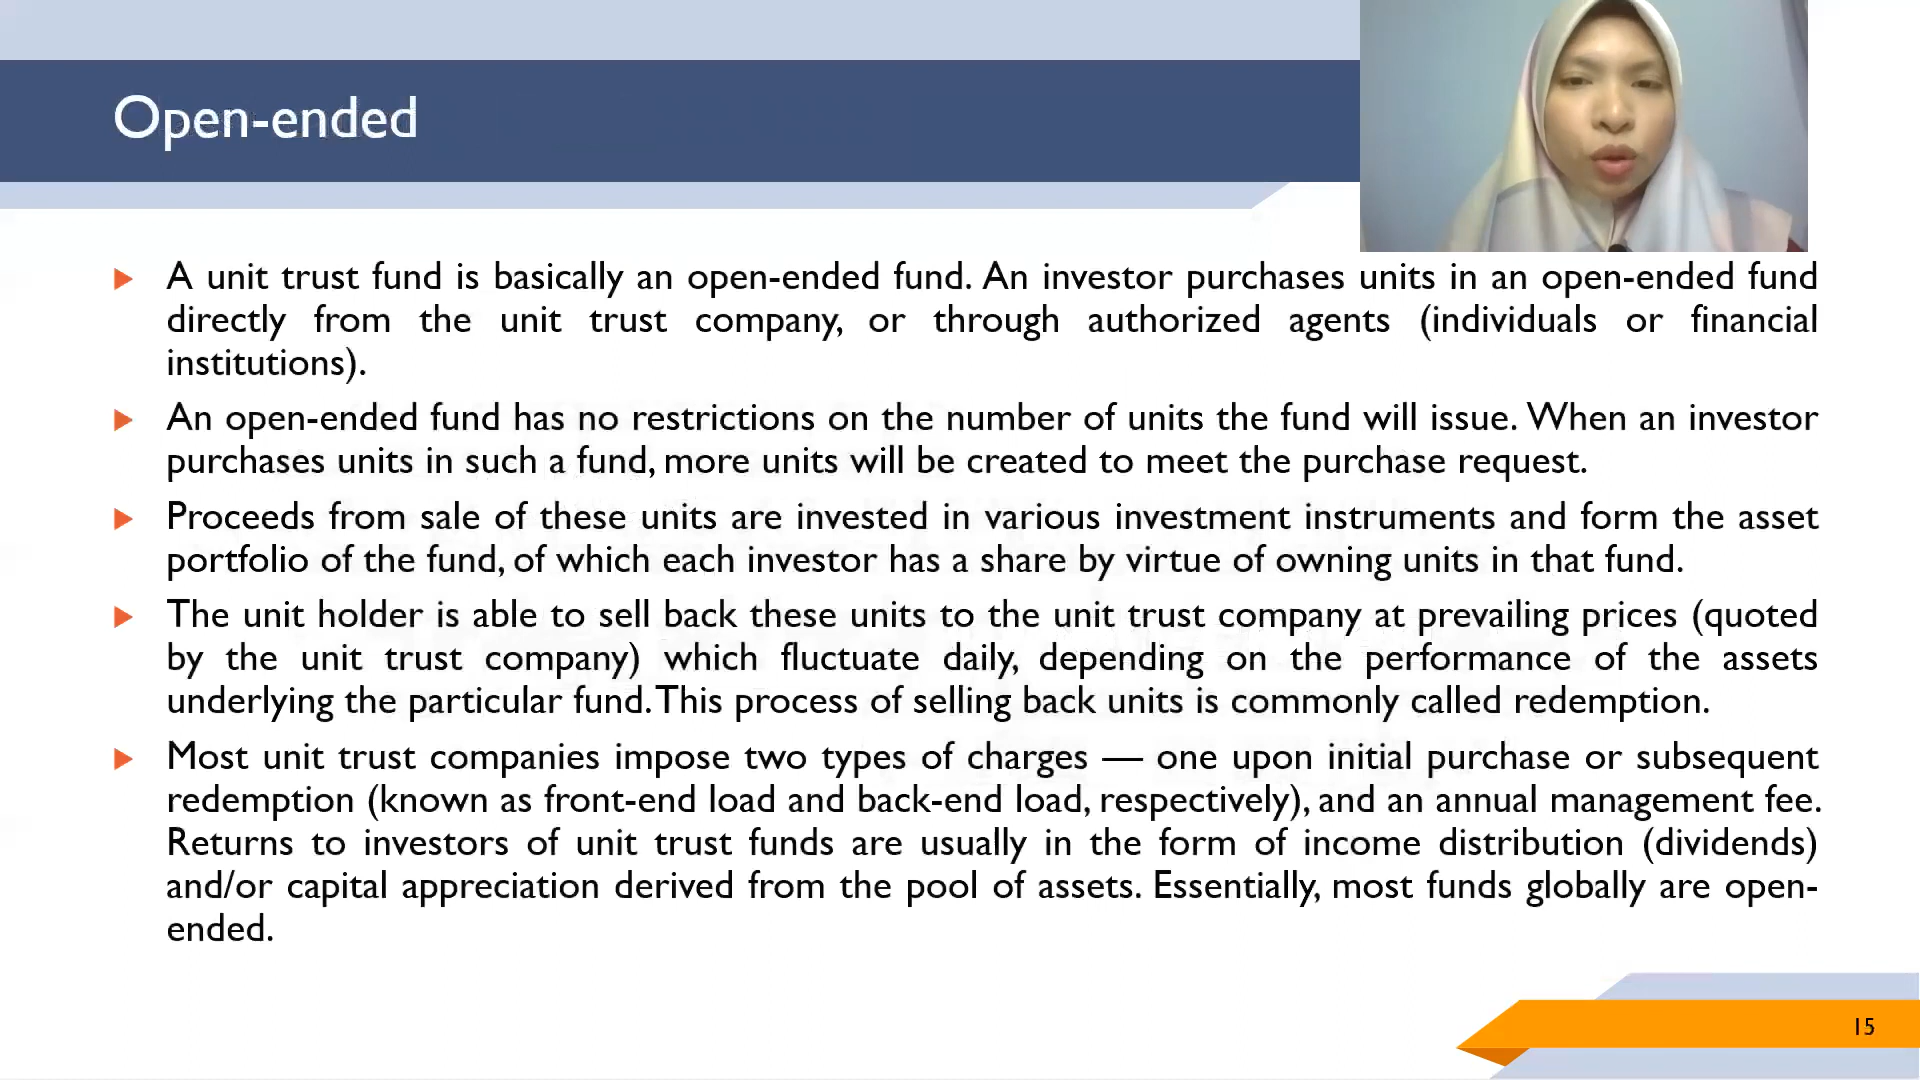 Open-ended
A unit trust fund is basically an open-ended fund. An investor purchases units in an open-ended fund
directly from the unit trust company, or through authorized agents (individuals or financial
institutions).
An open-ended fund has no restrictions on the number of units the fund will issue. When an investor
purchases units in such a fund, more units will be created to meet the purchase request.
Proceeds from sale of these units are invested in various investment instruments and form the asset
portfolio of the fund, of which each investor has a share by virtue of owning units in that fund.
The unit holder is able to sell back these units to the unit trust company at prevailing prices (quoted
by the unit trust company) which fluctuate daily, depending on the performance of the assets
underlying the particular fund. This process of selling back units is commonly called redemption.
Most unit trust companies impose two types of charges — one upon initial purchase or subsequent
redemption (known as front-end load and back-end load, respectively), and an annual management fee.
Returns to investors of unit trust funds are usually in the form of income distribution (dividends)
and/or capital appreciation derived from the pool of assets. Essentially, most funds globally are open-
ended.
15